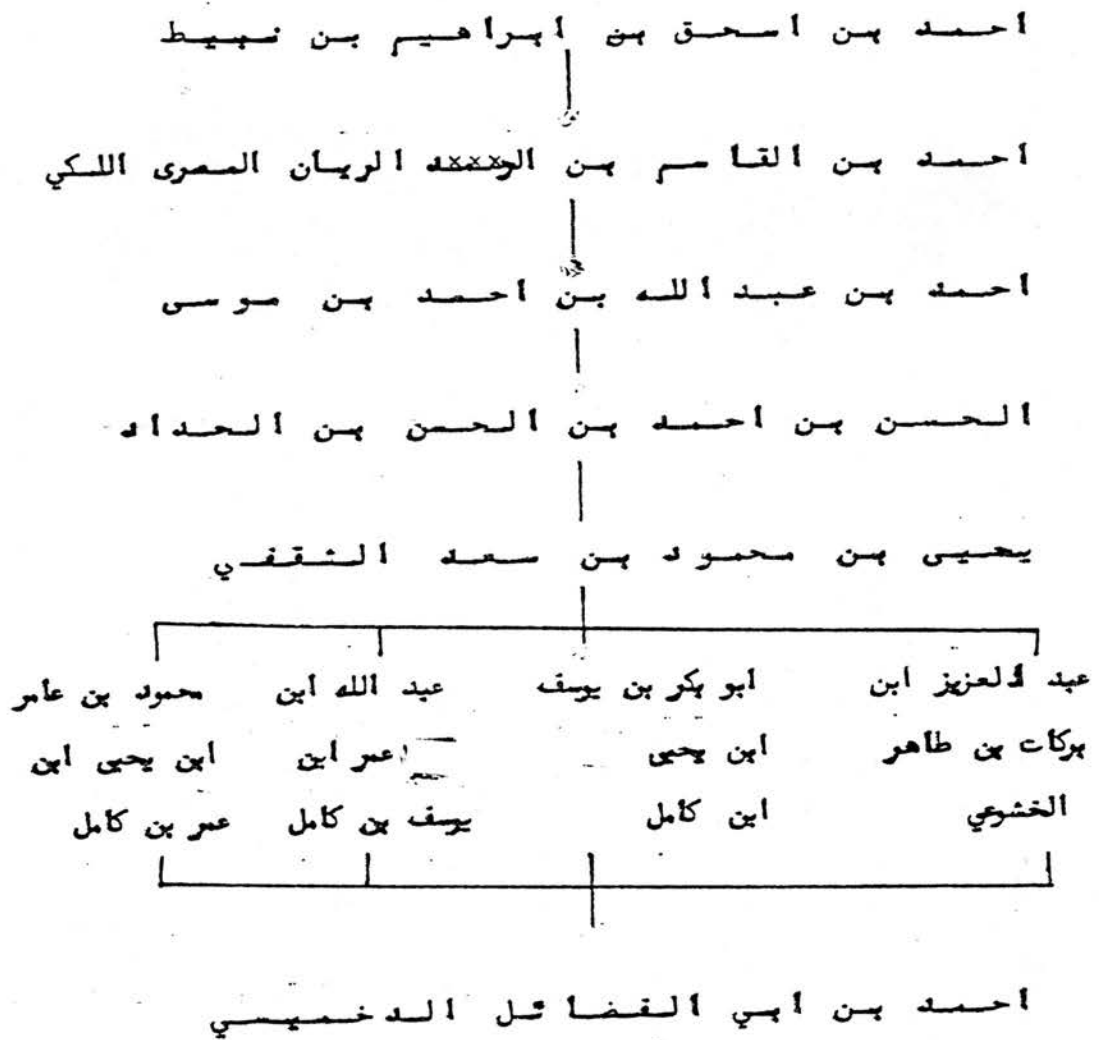 احمد بن اسحق بن ابراهيم بن نبيط
احمد بن القاسم بن الريان المصرى اللكي
احمد بن عبد الله بن احمد بن موسى
الحسن بن احمد بن الحسن بن الحداد
يحيى بن محمود بن سعد الثقفي
عبد العزيز ابن
بركات بن طاهر
الخشوعي
ابو بكر بن يوسف
ابن يحيى
ابن كامل
عبد الله ابن
عمر ابن
يوسف بن كامل
محمود بن عامر
ابن يحيى ابن
عمر بن كامل
احمد بن ابي الفضائل الدخميسي